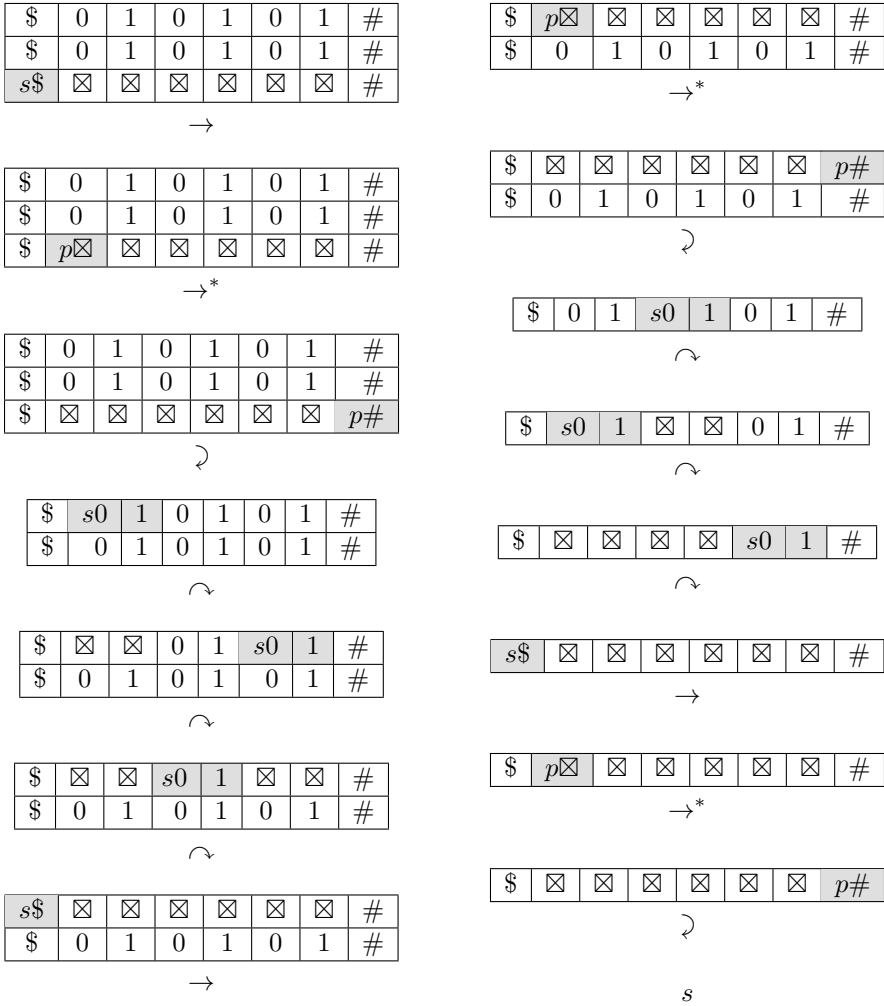 $ 0 1 0 1 0 1 #
$ 0 1 0 1 0 1 #
s$ ⊠ ⊠ ⊠ ⊠ ⊠ ⊠ #
→
$ 0 1 0 1 0 1 #
$ 0 1 0 1 0 1 #
$ p⊠ ⊠ ⊠ ⊠ ⊠ ⊠ #
→*
$ 0 1 0 1 0 1 #
$ 0 1 0 1 0 1 #
$ ⊠ ⊠ ⊠ ⊠ ⊠ ⊠ p#
⤸
$ s0 1 0 1 0 1 #
$ 0 1 0 1 0 1 #
↷
$ ⊠ ⊠ 0 1 s0 1 #
$ 0 1 0 1 0 1 #
↷
$ ⊠ ⊠ s0 1 ⊠ ⊠ #
$ 0 1 0 1 0 1 #
↷
s$ ⊠ ⊠ ⊠ ⊠ ⊠ ⊠ #
$ 0 1 0 1 0 1 #
→
$ p⊠ ⊠ ⊠ ⊠ ⊠ ⊠ #
$ 0 1 0 1 0 1 #
→*
$ ⊠ ⊠ ⊠ ⊠ ⊠ ⊠ p#
$ 0 1 0 1 0 1 #
⤸
$ 0 1 s0 1 0 1 #
↷
$ s0 1 ⊠ ⊠ 0 1 #
↷
$ ⊠ ⊠ ⊠ ⊠ s0 1 #
↷
s$ ⊠ ⊠ ⊠ ⊠ ⊠ ⊠ #
→
$ p⊠ ⊠ ⊠ ⊠ ⊠ ⊠ #
→*
$ ⊠ ⊠ ⊠ ⊠ ⊠ ⊠ p#
⤸
s